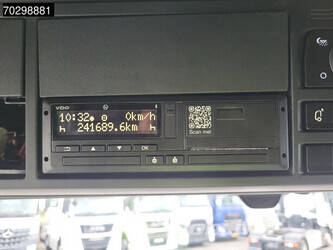 70298881
VDO
10:32 0km/h
h 241689.6km h
OK
Scan me!